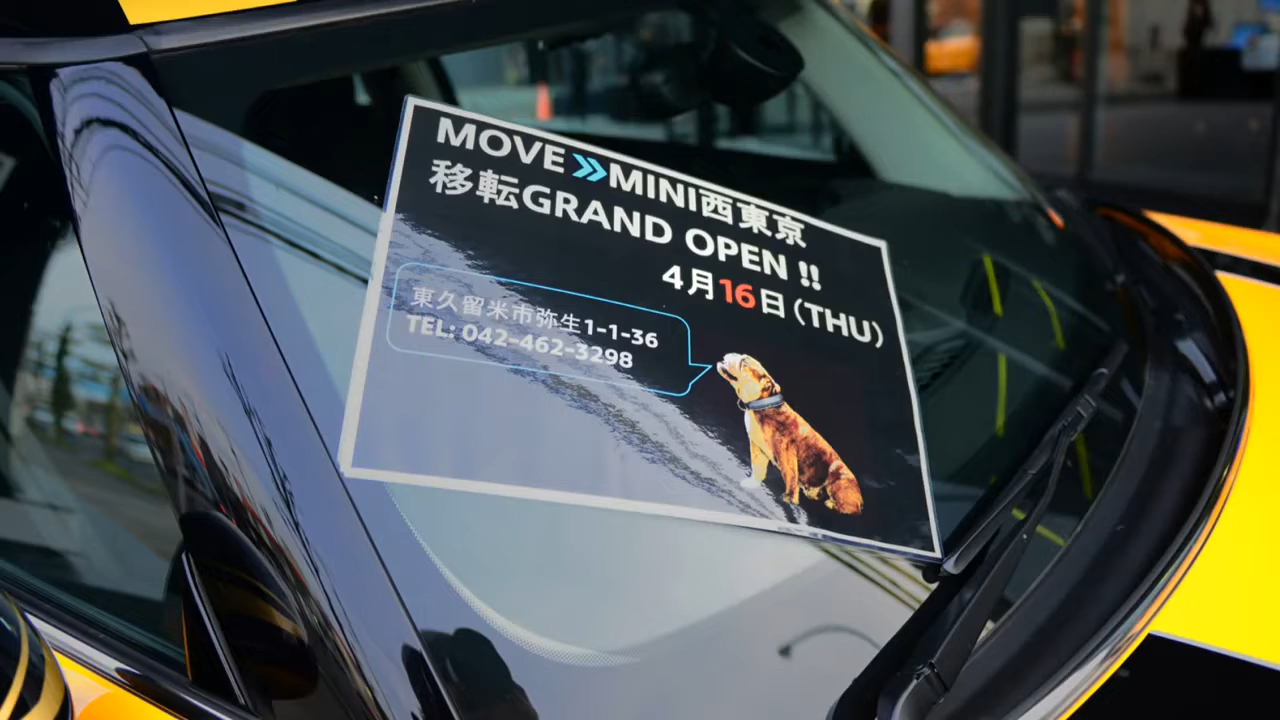 MOVE >> MINI西東京
移転GRAND OPEN !!
4月16日(THU)
東久留米市弥生1-1-36
TEL: 042-462-3298